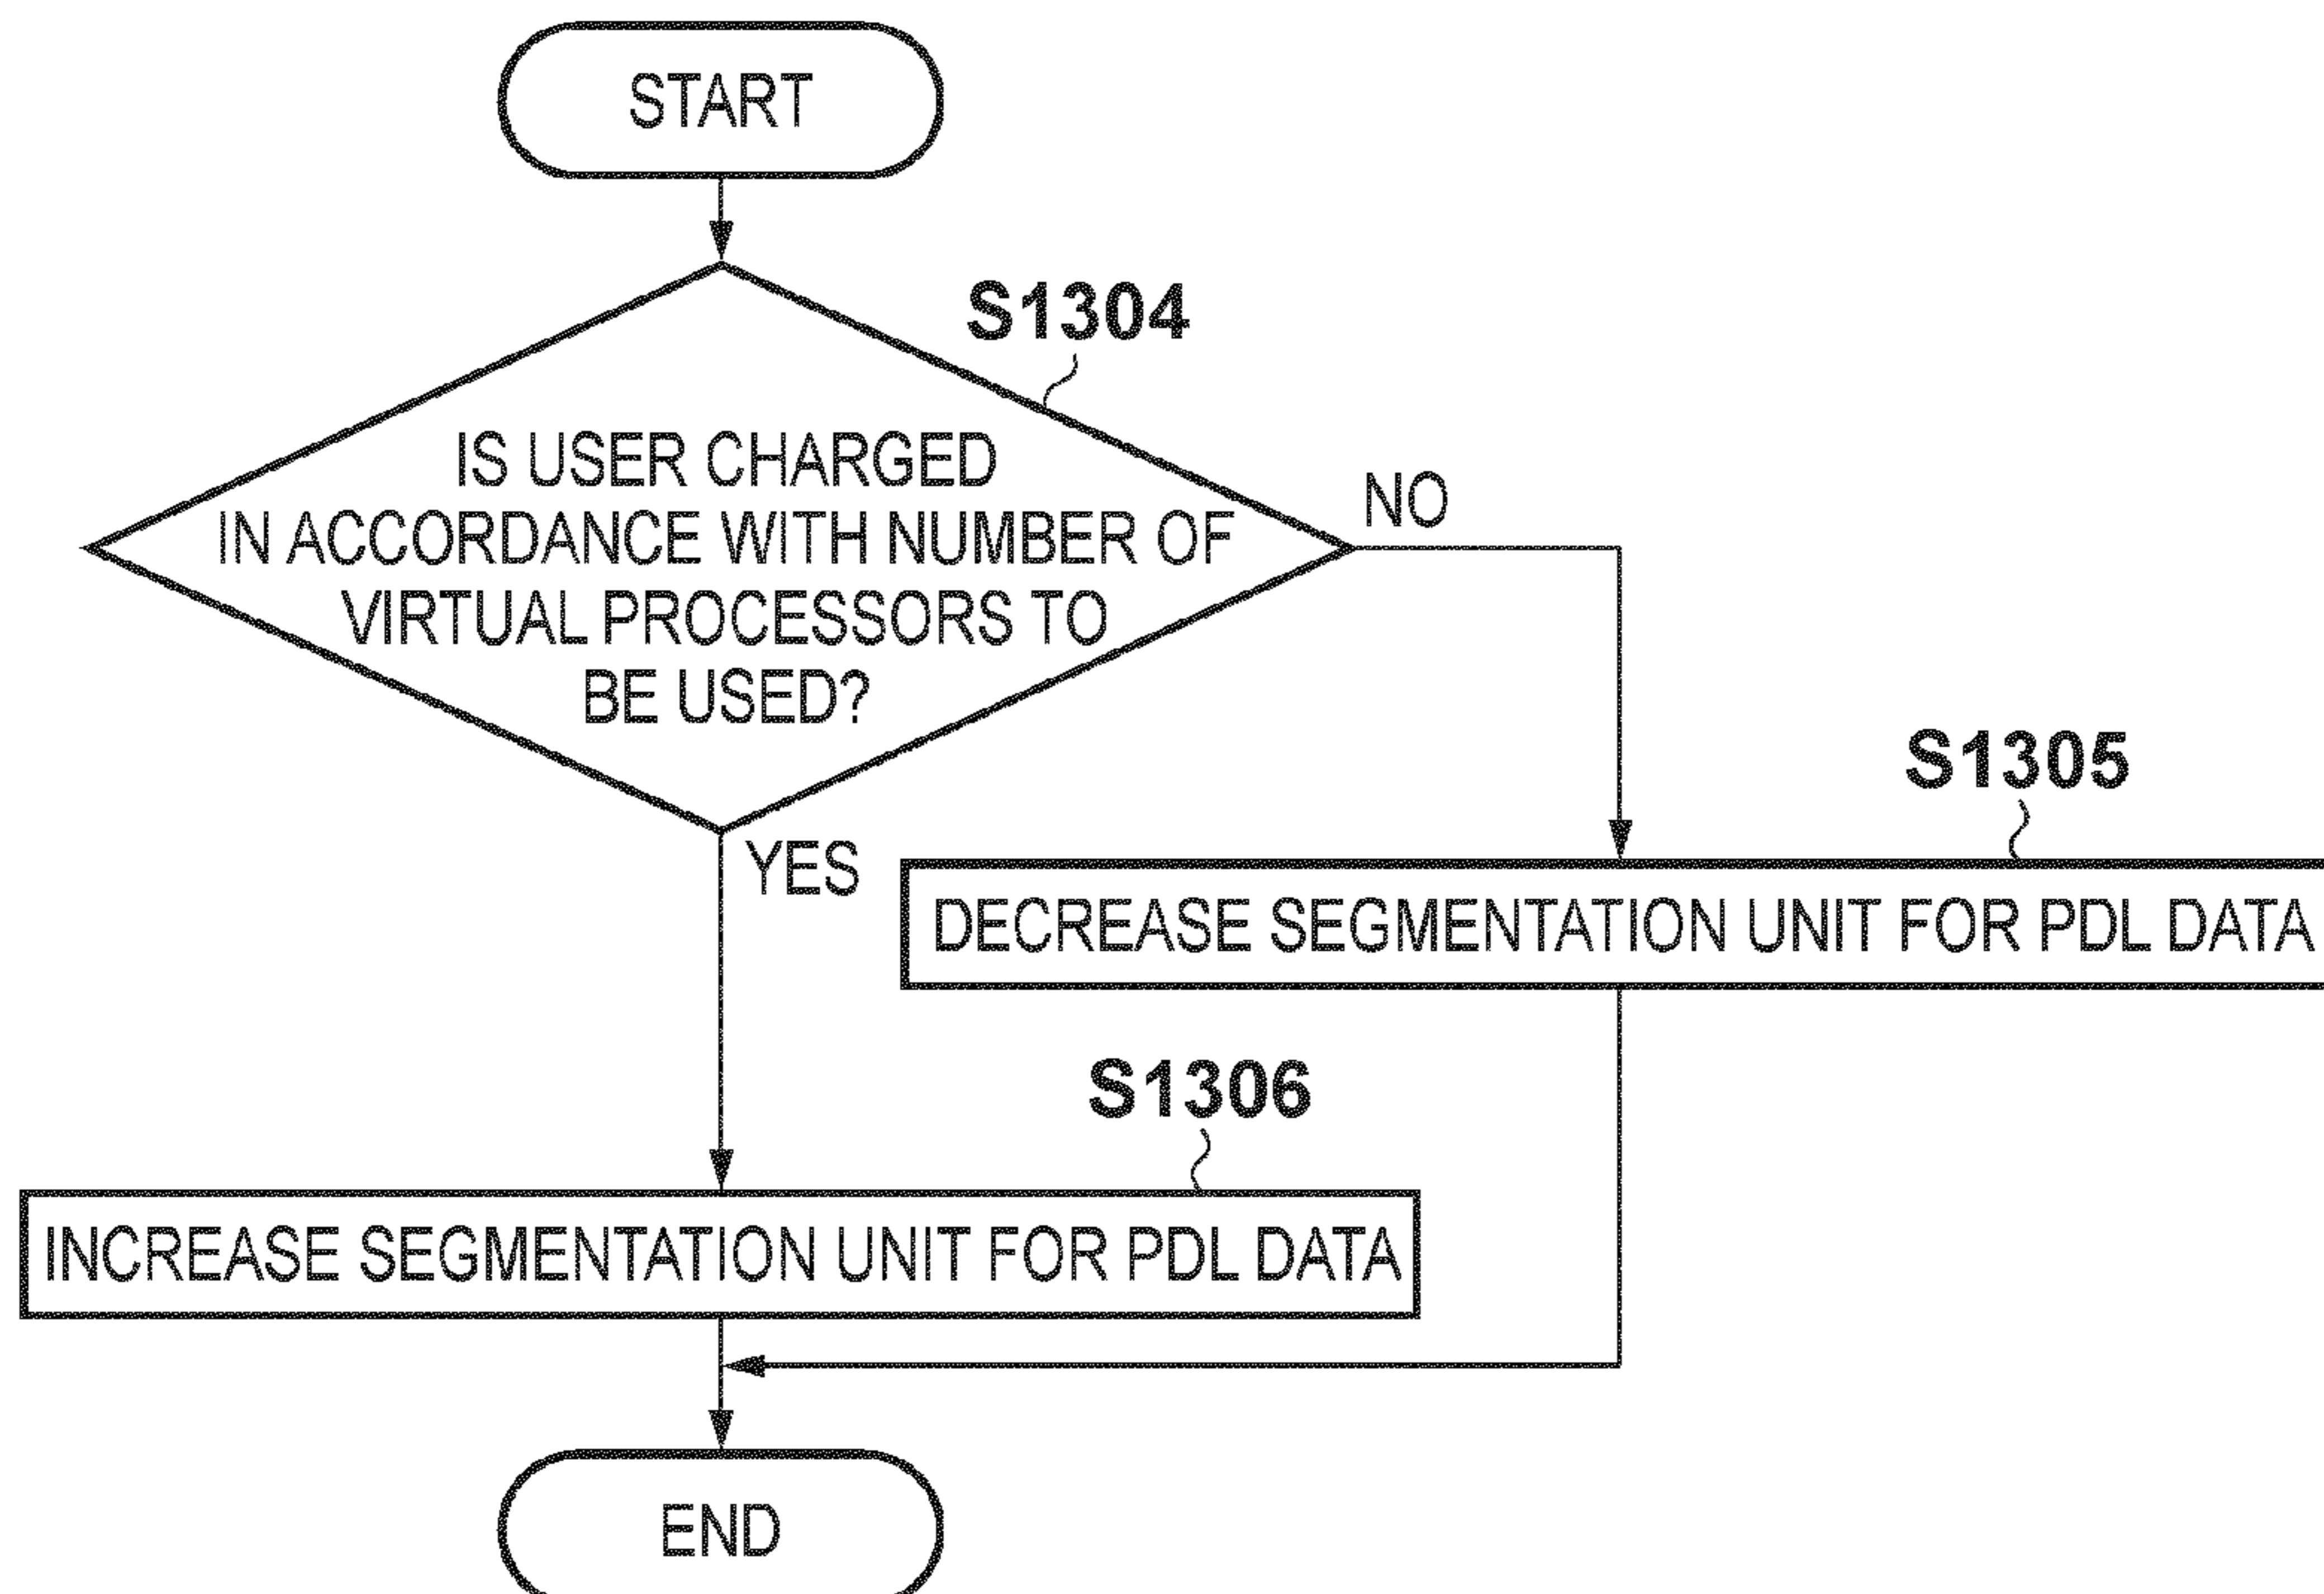 START
S1304
IS USER CHARGED
IN ACCORDANCE WITH NUMBER OF
VIRTUAL PROCESSORS TO
BE USED?
NO
YES
S1305
DECREASE SEGMENTATION UNIT FOR PDL DATA
S1306
INCREASE SEGMENTATION UNIT FOR PDL DATA
END